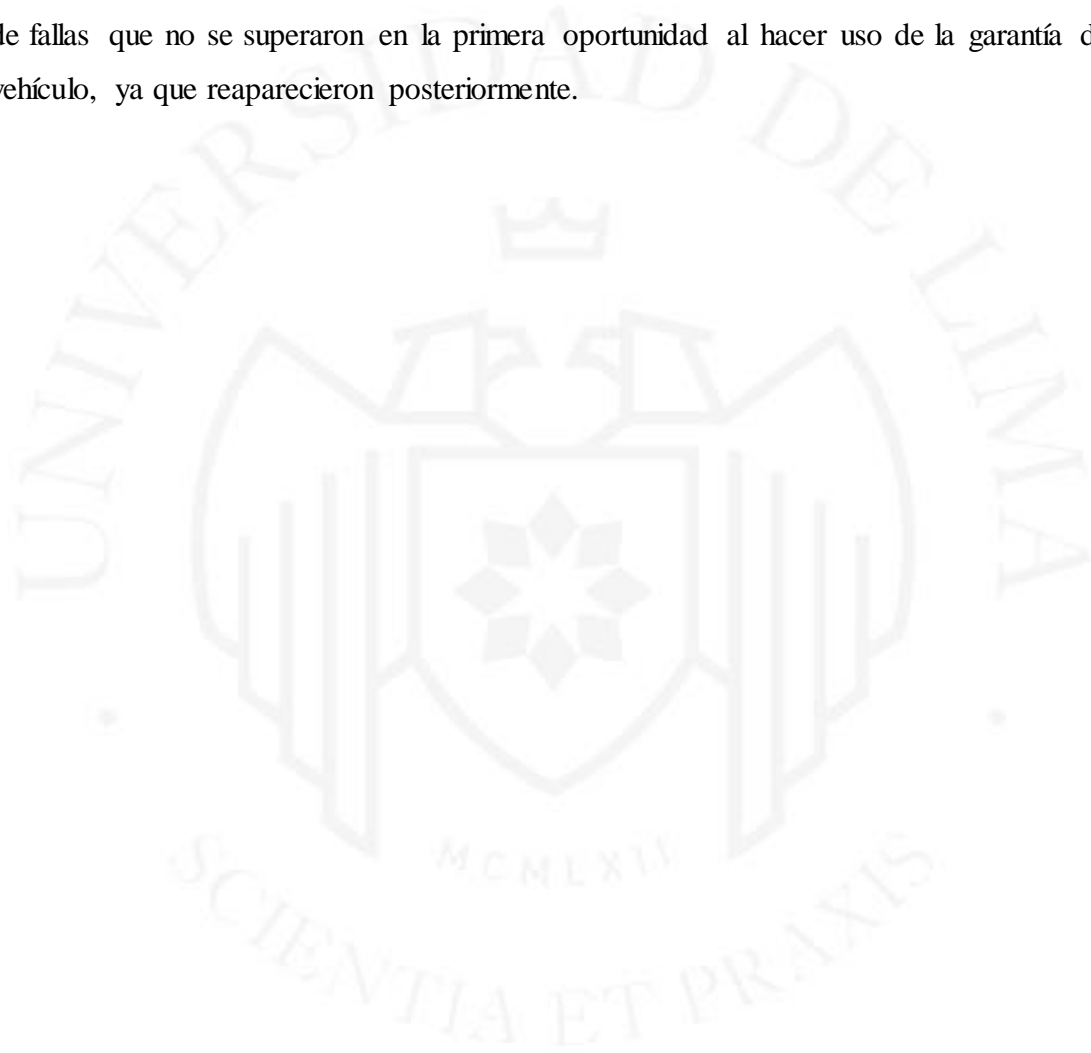 de fallas que no se superaron en la primera oportunidad al hacer uso de la garantía d
vehículo, ya que reaparecieron posteriormente.
UNIVERSIDAD DE LIMA
MCMLXII
SCIENTIA ET PRAXIS